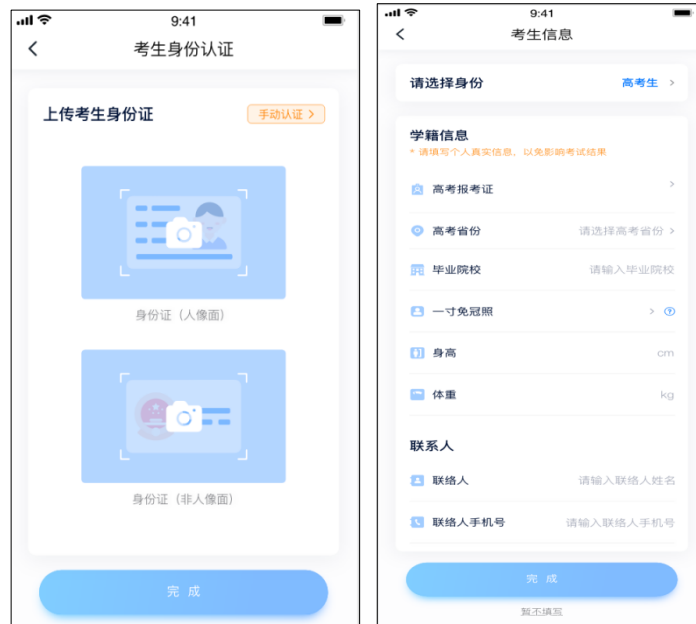 9:41
考生身份认证
上传考生身份证
手动认证 >
身份证（人像面）
身份证（非人像面）
完 成
9:41
考生信息
请选择身份 高考生 >
学籍信息
* 请填写个人真实信息，以免影响考试结果
高考报考证 >
高考省份 请选择高考省份 >
毕业院校 请输入毕业院校
一寸免冠照 > ?
身高 cm
体重 kg
联系人
联络人 请输入联络人姓名
联络人手机号 请输入联络人手机号
完 成
暂不填写